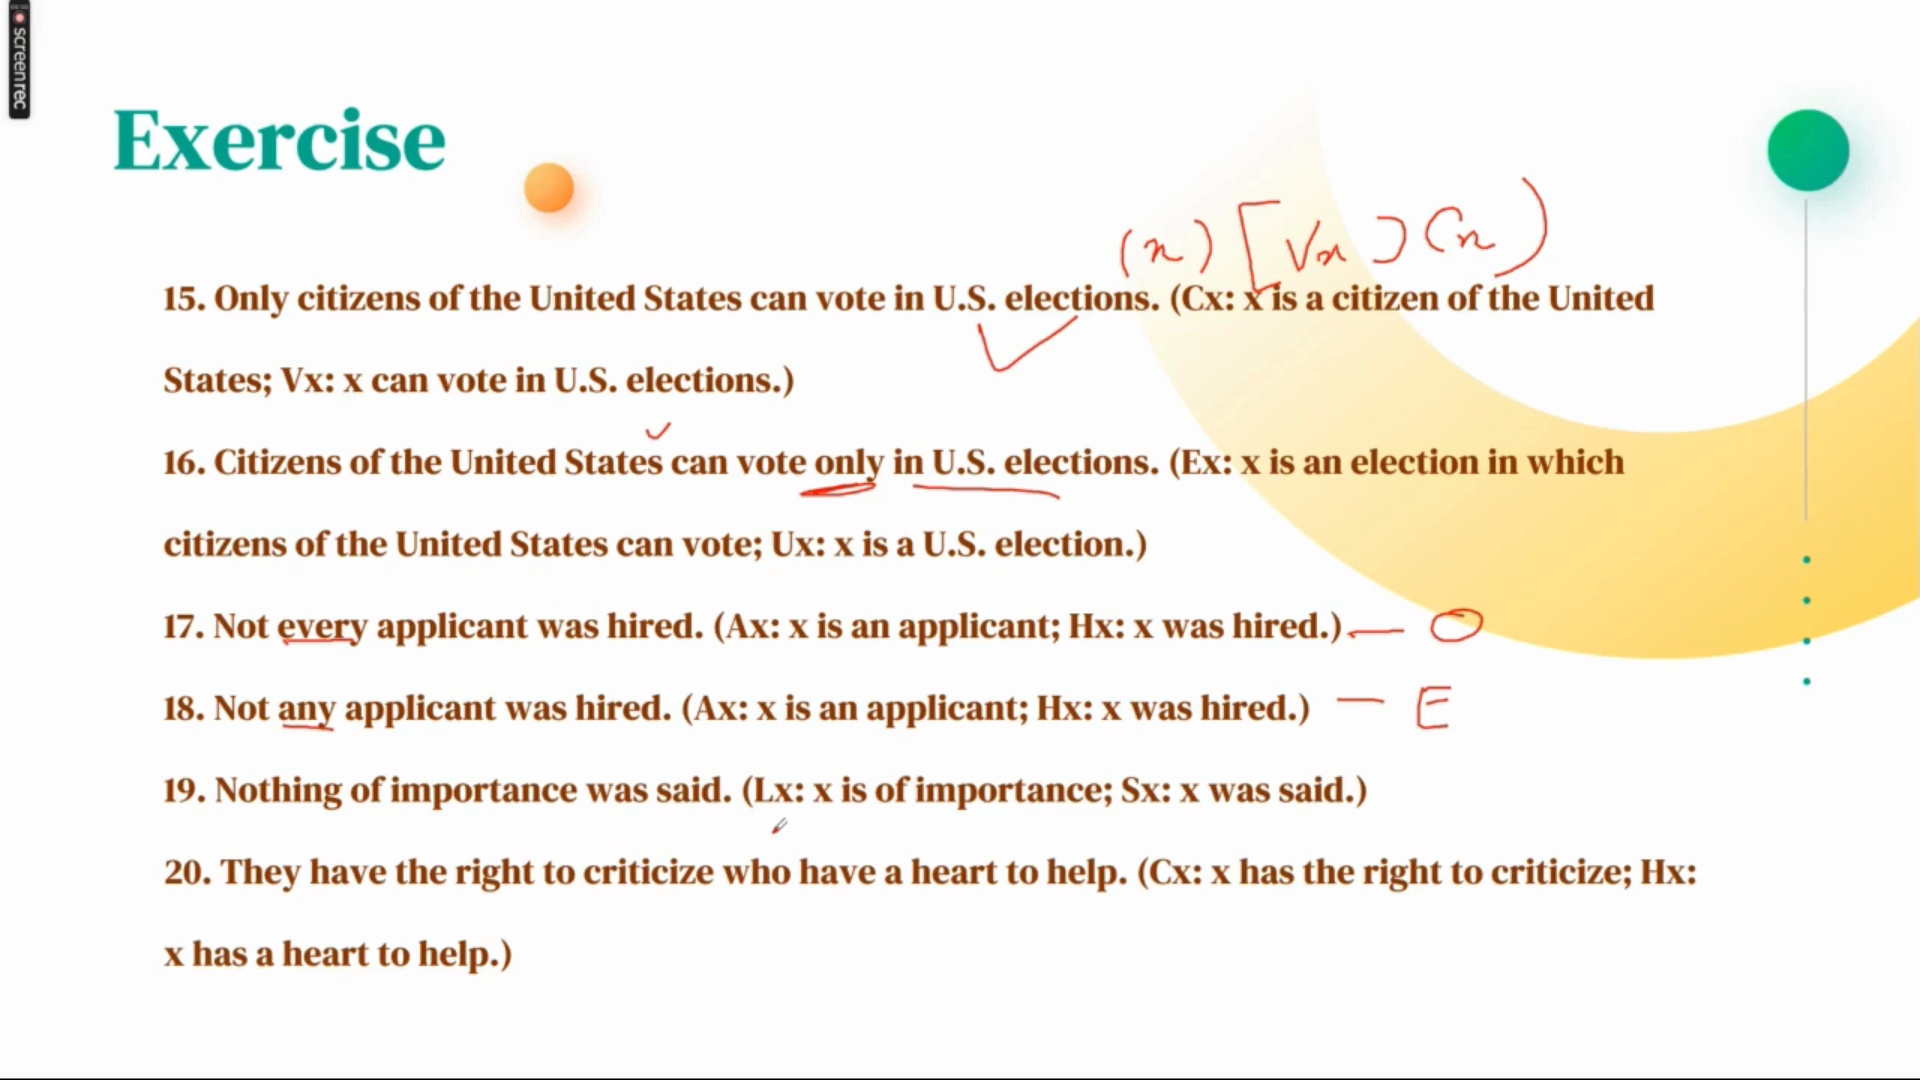 screenrec
Exercise
(x) [Vx ⊃ Cx)
15. Only citizens of the United States can vote in U.S. elections. (Cx: x is a citizen of the United
States; Vx: x can vote in U.S. elections.)
16. Citizens of the United States can vote only in U.S. elections. (Ex: x is an election in which
citizens of the United States can vote; Ux: x is a U.S. election.)
17. Not every applicant was hired. (Ax: x is an applicant; Hx: x was hired.) — O
18. Not any applicant was hired. (Ax: x is an applicant; Hx: x was hired.) — E
19. Nothing of importance was said. (Lx: x is of importance; Sx: x was said.)
20. They have the right to criticize who have a heart to help. (Cx: x has the right to criticize; Hx:
x has a heart to help.)